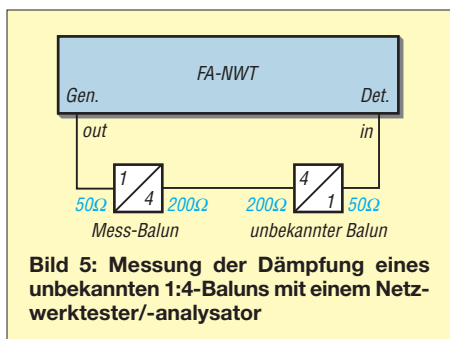 FA-NWT
Gen. Det.
out in
1 4
4 1
50Ω 200Ω 200Ω 50Ω
Mess-Balun unbekannter Balun
Bild 5: Messung der Dämpfung eines
unbekannten 1:4-Baluns mit einem Netz-
werktester/-analysator